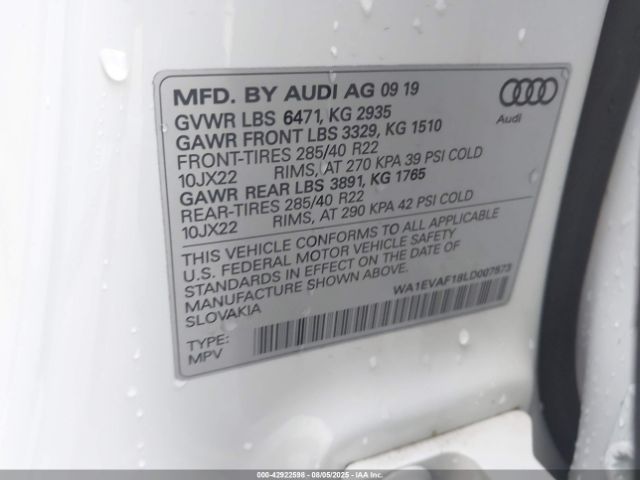 MFD. BY AUDI AG 09 19
GVWR LBS 6471, KG 2935
GAWR FRONT LBS 3329, KG 1510
FRONT-TIRES 285/40 R22
10JX22 RIMS, AT 270 KPA 39 PSI COLD
GAWR REAR LBS 3891, KG 1765
REAR-TIRES 285/40 R22
10JX22 RIMS, AT 290 KPA 42 PSI COLD
Audi
THIS VEHICLE CONFORMS TO ALL APPLICABLE
U.S. FEDERAL MOTOR VEHICLE SAFETY
STANDARDS IN EFFECT ON THE DATE OF
MANUFACTURE SHOWN ABOVE.
SLOVAKIA
WA1EVAF18LD007873
TYPE:
MPV
000-42922598 - 08/05/2025 - IAAI.COM